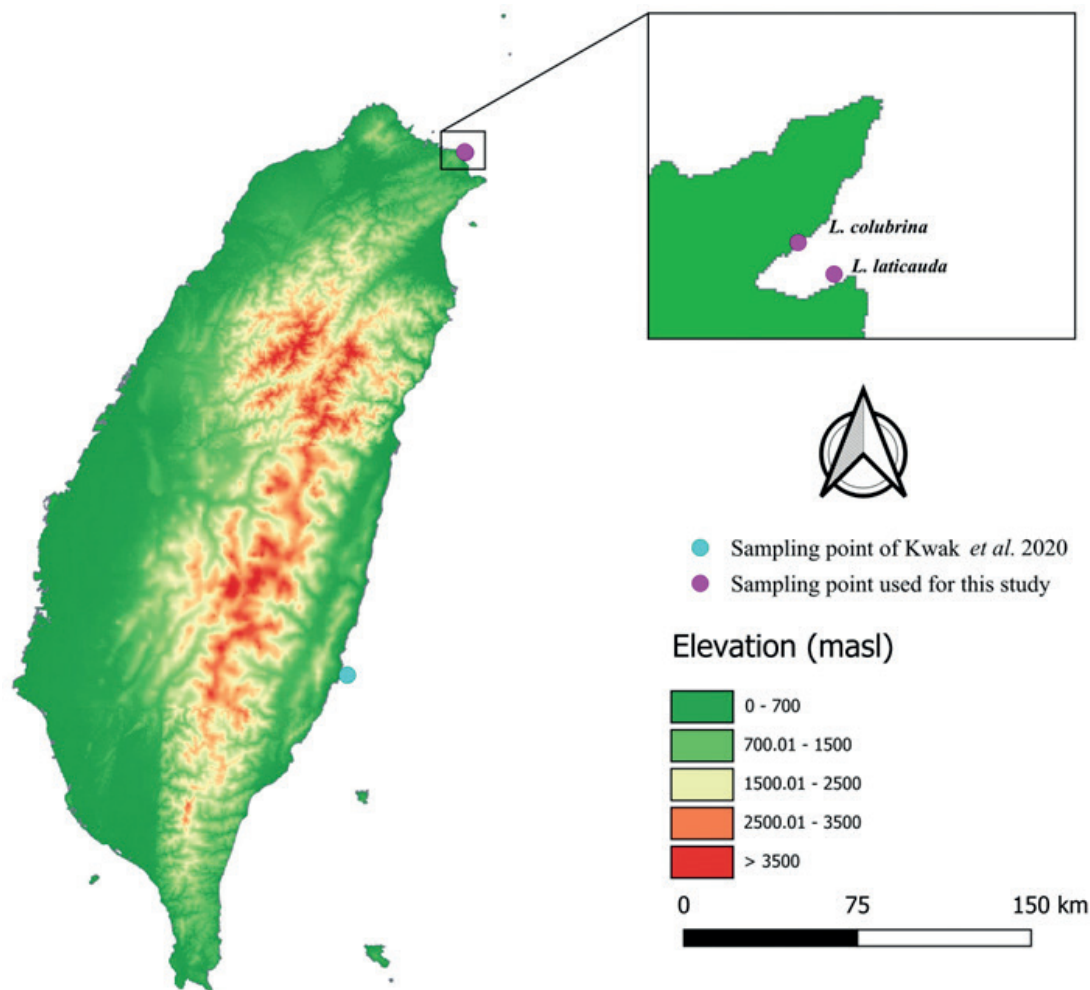 L. colubrina
L. laticauda
Sampling point of Kwak et al. 2020
Sampling point used for this study
Elevation (masl)
0 - 700
700.01 - 1500
1500.01 - 2500
2500.01 - 3500
> 3500
0 75 150 km